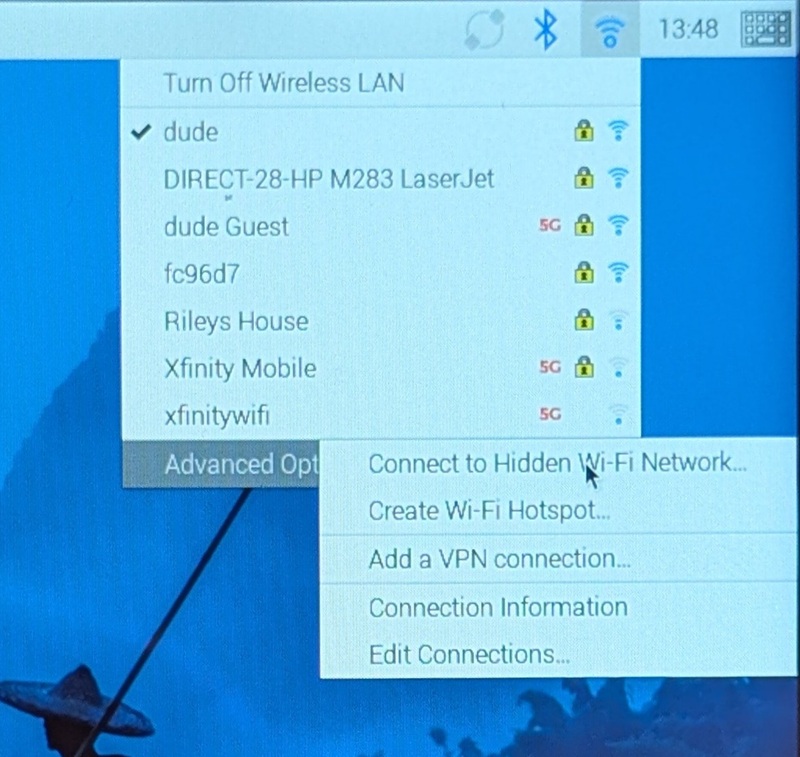 13:48
Turn Off Wireless LAN
dude
DIRECT-28-HP M283 LaserJet
dude Guest 5G
fc96d7
Rileys House
Xfinity Mobile 5G
xfinitywifi 5G
Advanced Opt
Connect to Hidden Wi-Fi Network...
Create Wi-Fi Hotspot...
Add a VPN connection...
Connection Information
Edit Connections...